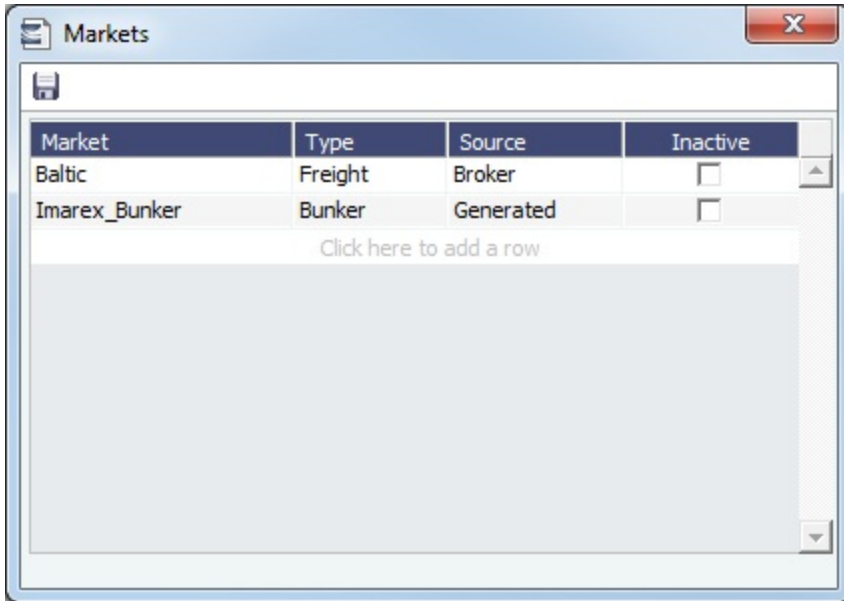 Markets
Market Type Source Inactive
Baltic Freight Broker
Imarex_Bunker Bunker Generated
Click here to add a row